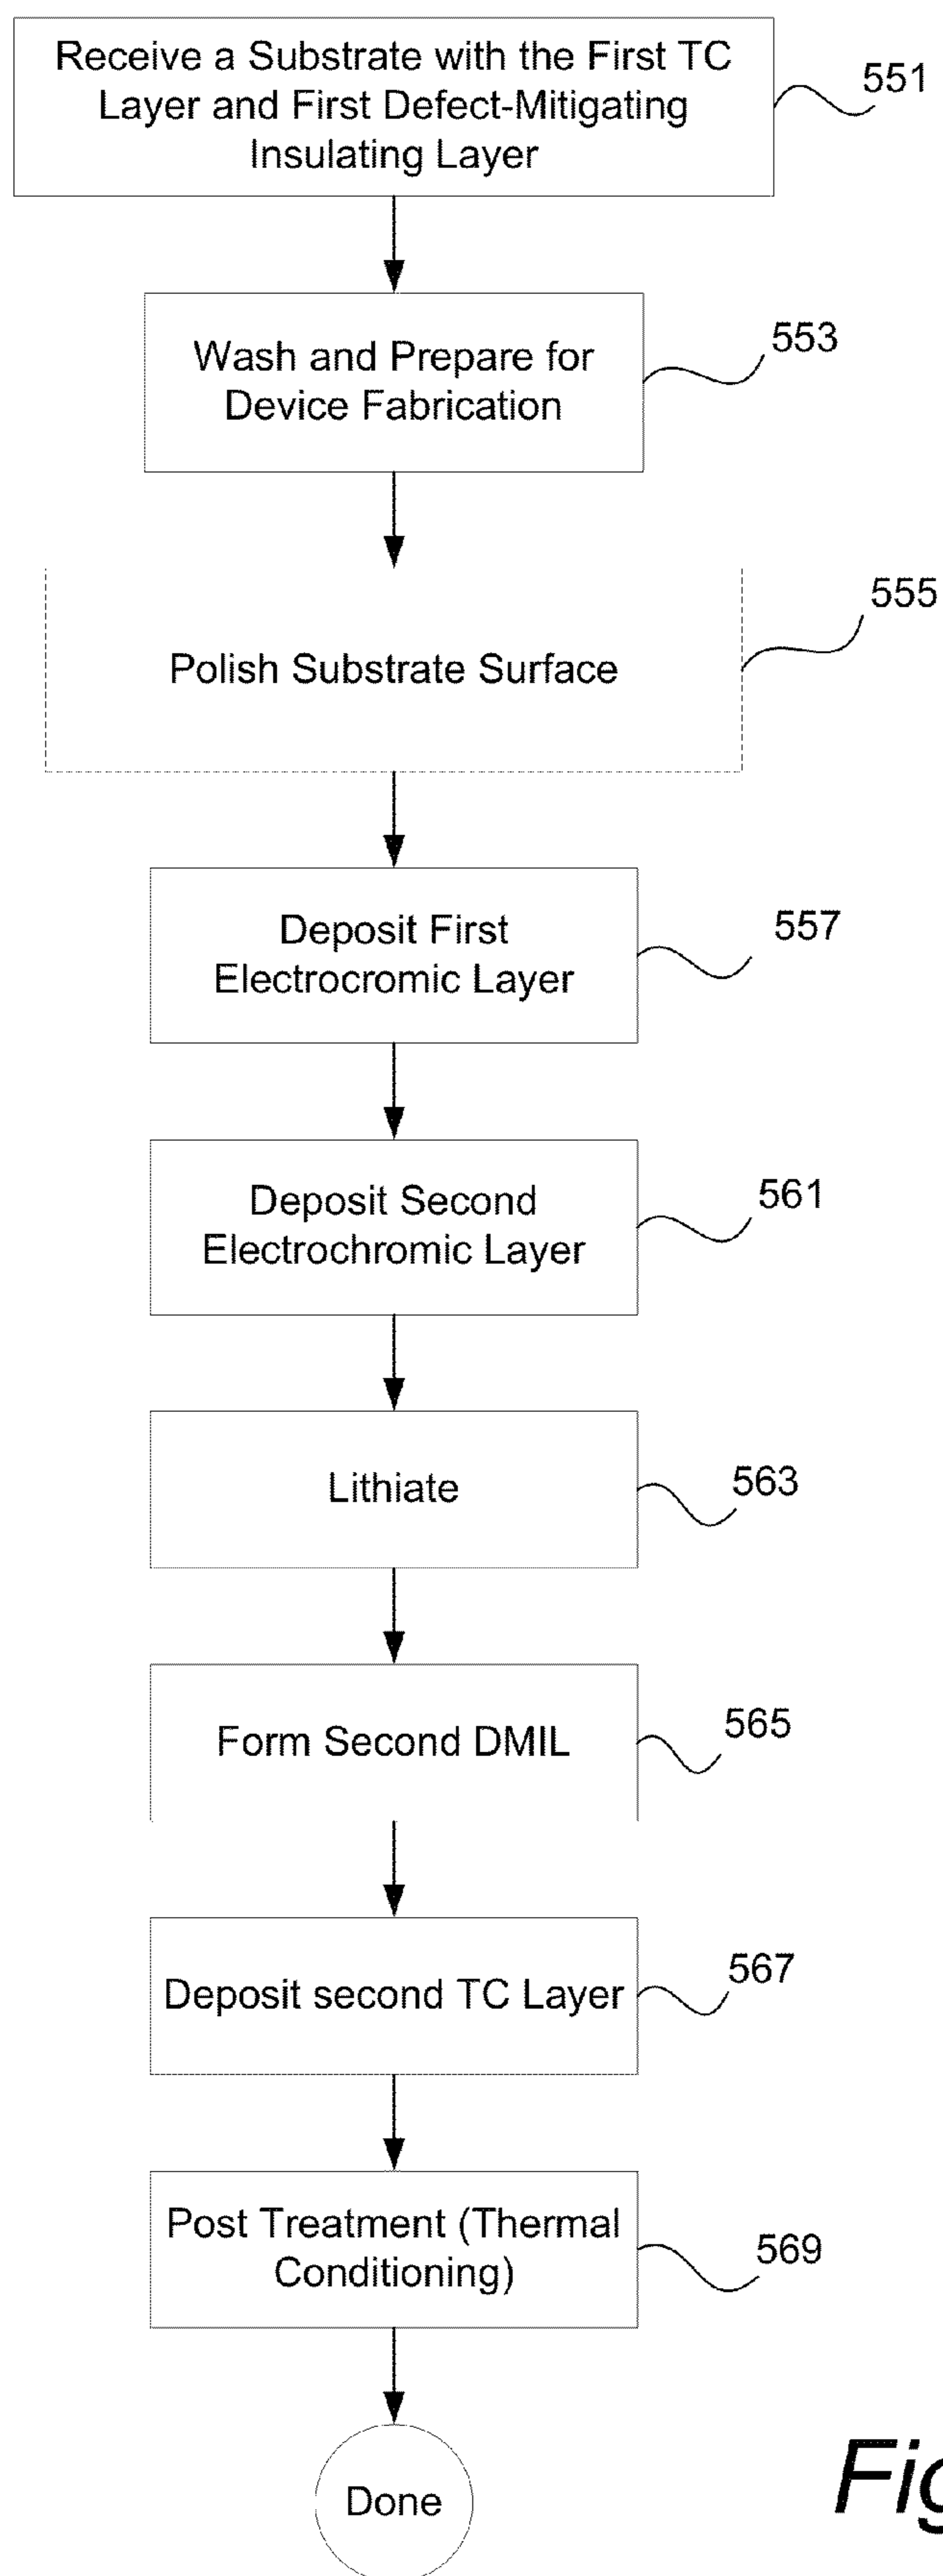 Receive a Substrate with the First TC
Layer and First Defect-Mitigating
Insulating Layer
551
Wash and Prepare for
Device Fabrication
553
Polish Substrate Surface
555
Deposit First
Electrocromic Layer
557
Deposit Second
Electrochromic Layer
561
Lithiate
563
Form Second DMIL
565
Deposit second TC Layer
567
Post Treatment (Thermal
Conditioning)
569
Done
Fig